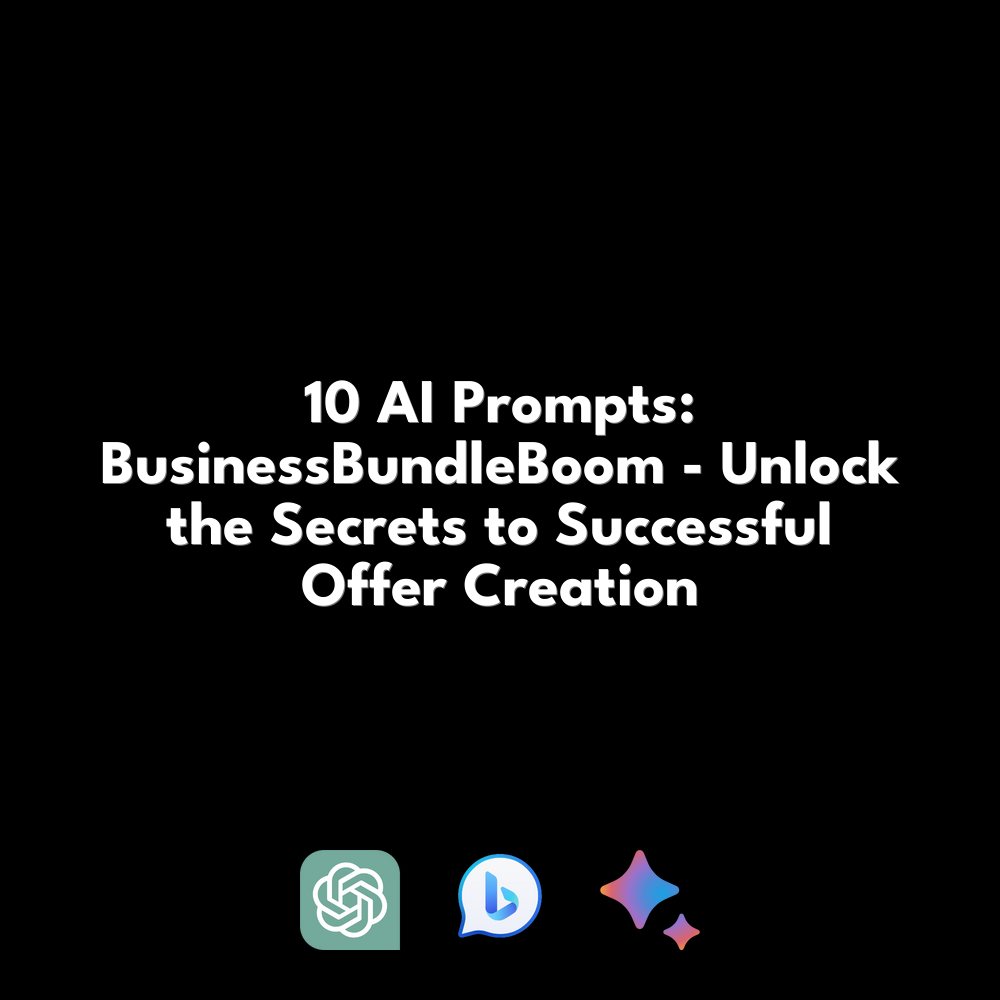 10 AI Prompts:
BusinessBundleBoom - Unlock
the Secrets to Successful
Offer Creation